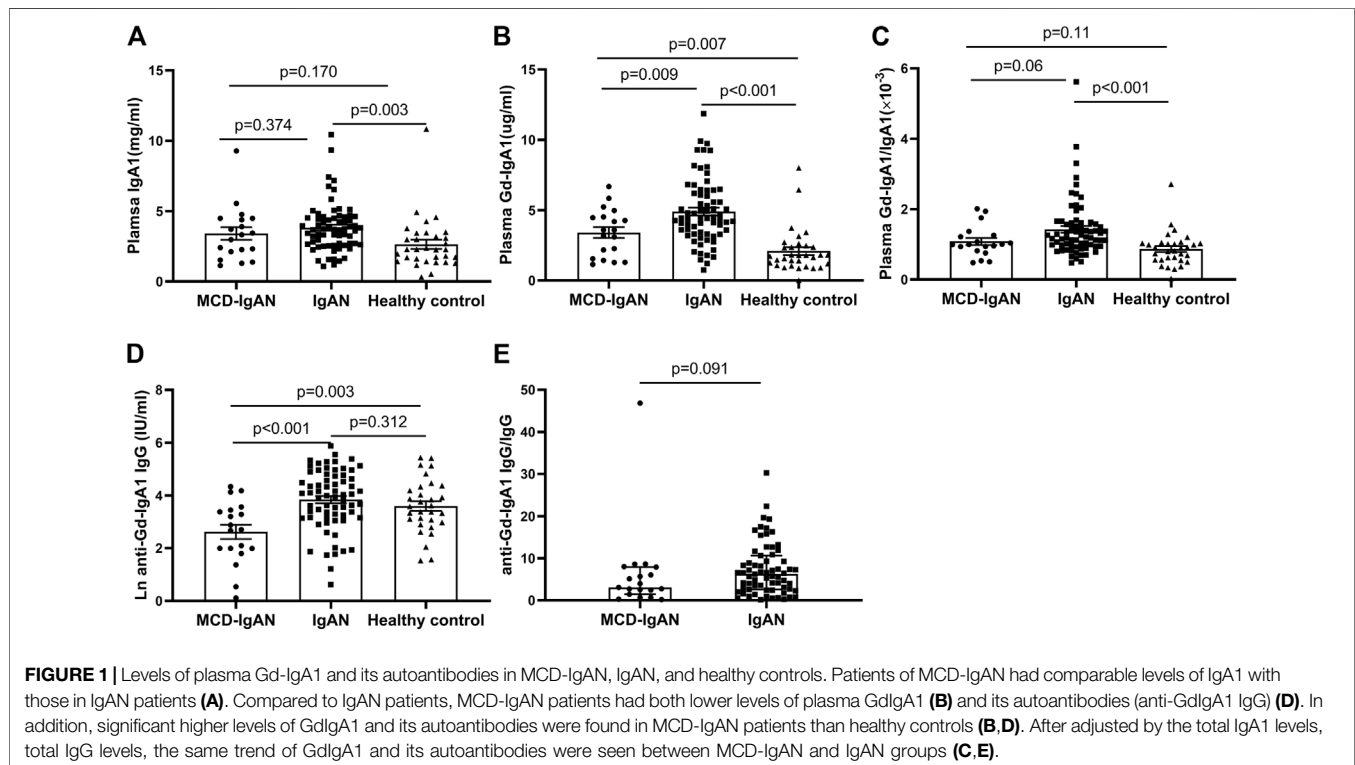 A
B
C
p=0.007
p=0.11
p=0.170
p=0.009
p<0.001
p=0.06
p<0.001
p=0.374
p=0.003
Plamsa IgA1(mg/ml)
15
10
5
0
MCD-IgAN IgAN Healthy control
Plasma Gd-IgA1(ug/ml)
15
10
5
0
MCD-IgAN IgAN Healthy control
Plasma Gd-IgA1/IgA1(×10-3)
6
4
2
0
MCD-IgAN IgAN Healthy control
D
E
p=0.003
p<0.001
p=0.312
p=0.091
Ln anti-Gd-IgA1 IgG (IU/ml)
8
6
4
2
0
MCD-IgAN IgAN Healthy control
anti-Gd-IgA1 IgG/IgG
50
40
30
20
10
0
MCD-IgAN IgAN
FIGURE 1 | Levels of plasma Gd-IgA1 and its autoantibodies in MCD-IgAN, IgAN, and healthy controls. Patients of MCD-IgAN had comparable levels of IgA1 with
those in IgAN patients (A). Compared to IgAN patients, MCD-IgAN patients had both lower levels of plasma GdIgA1 (B) and its autoantibodies (anti-GdIgA1 IgG) (D). In
addition, significant higher levels of GdIgA1 and its autoantibodies were found in MCD-IgAN patients than healthy controls (B,D). After adjusted by the total IgA1 levels,
total IgG levels, the same trend of GdIgA1 and its autoantibodies were seen between MCD-IgAN and IgAN groups (C,E).